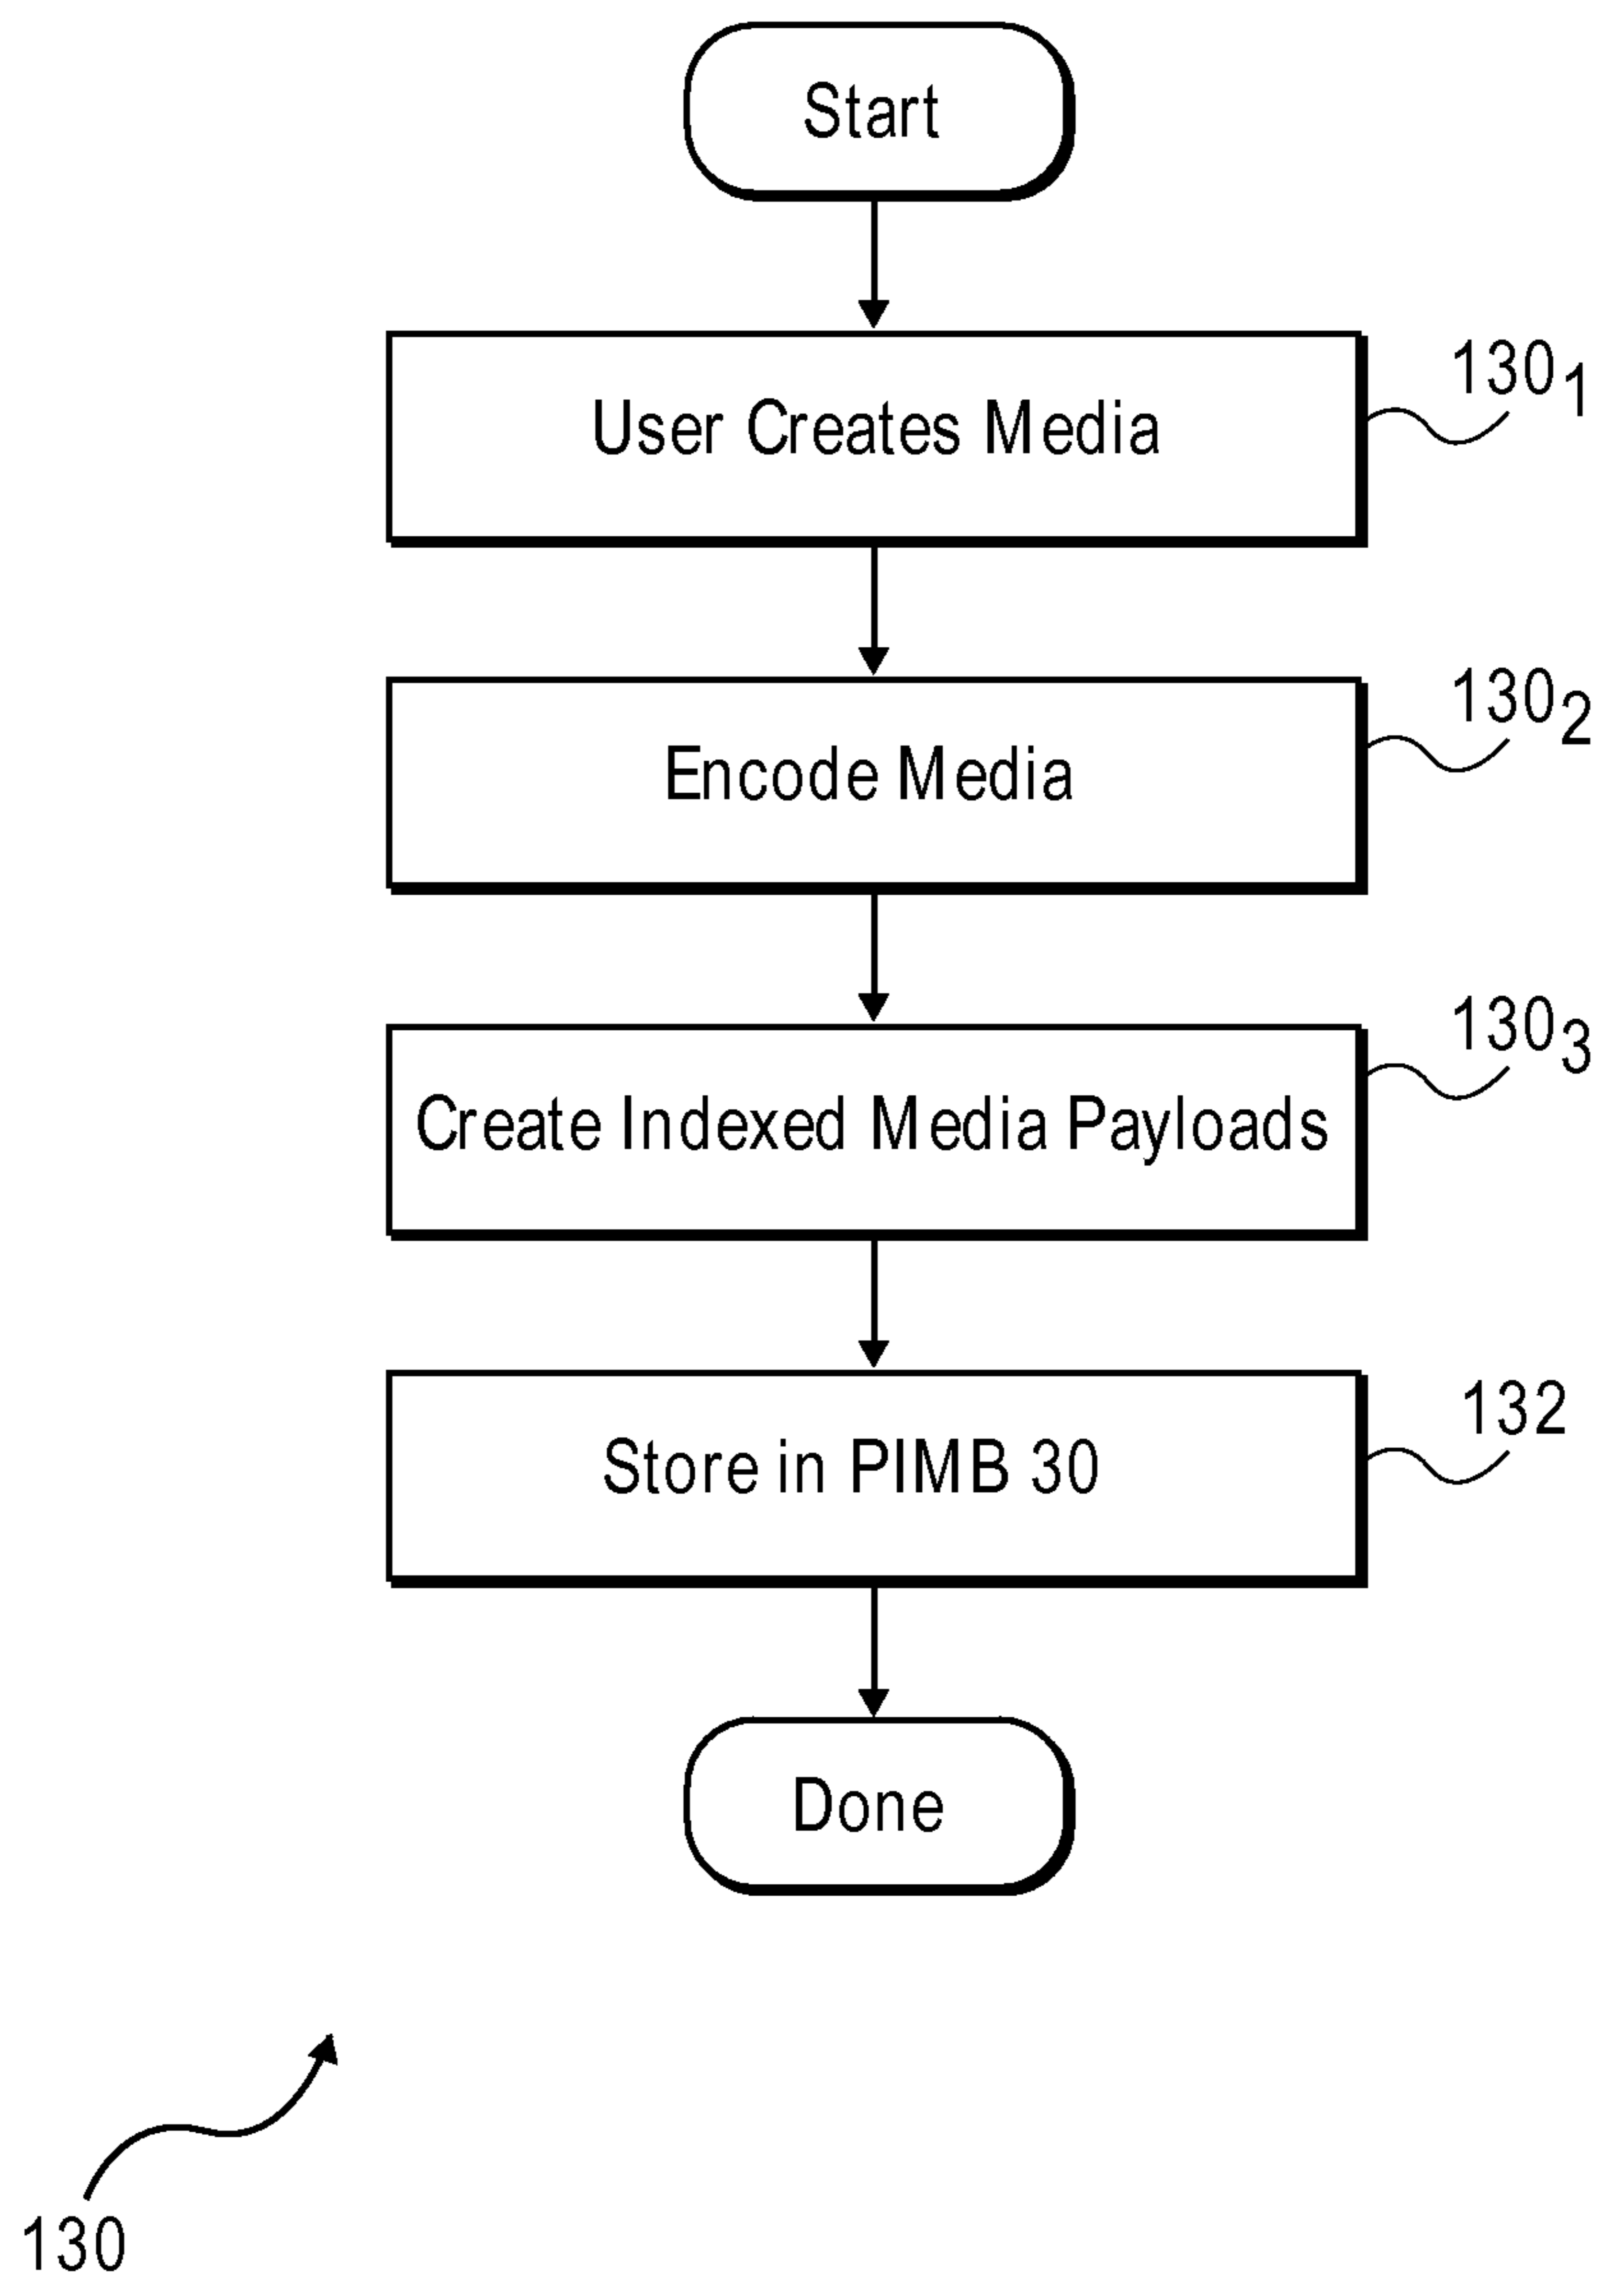 Start
User Creates Media
130₁
Encode Media
130₂
Create Indexed Media Payloads
130₃
Store in PIMB 30
132
Done
130